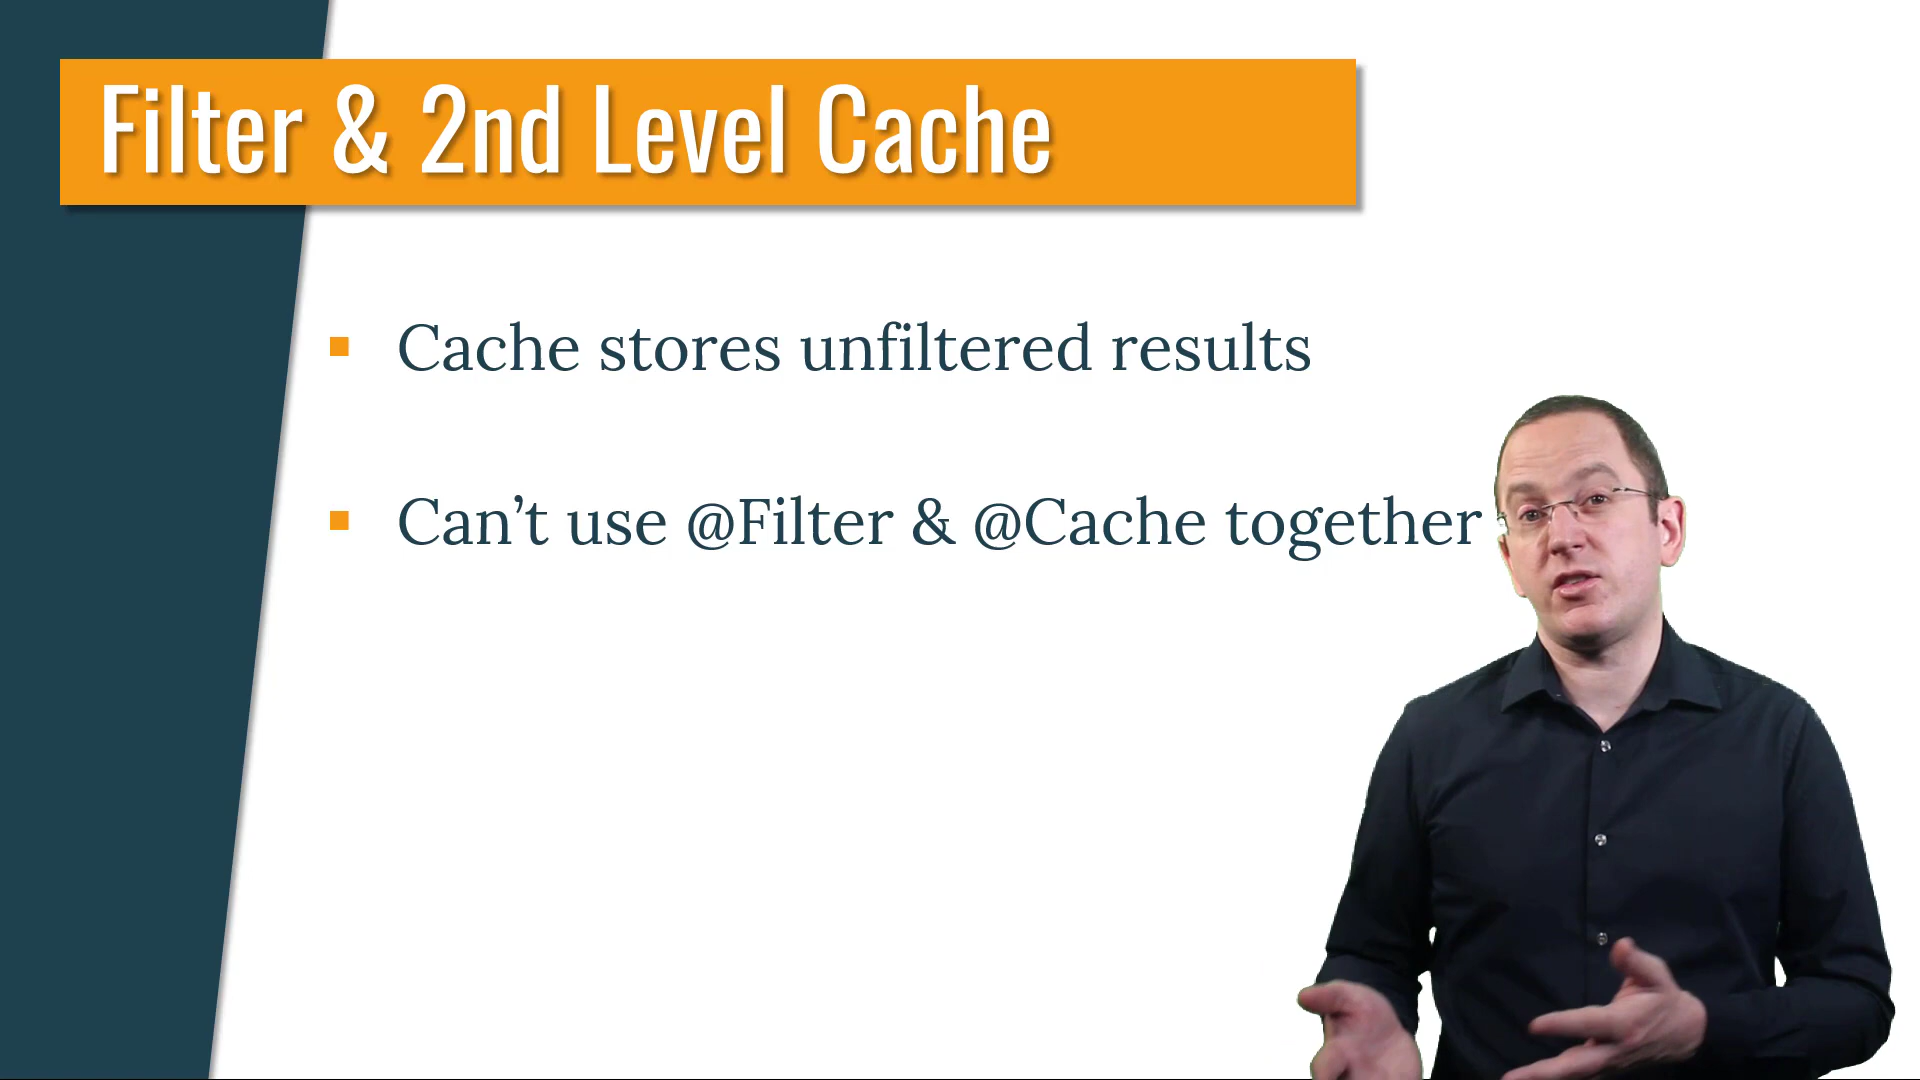 Filter & 2nd Level Cache
Cache stores unfiltered results
Can’t use @Filter & @Cache together